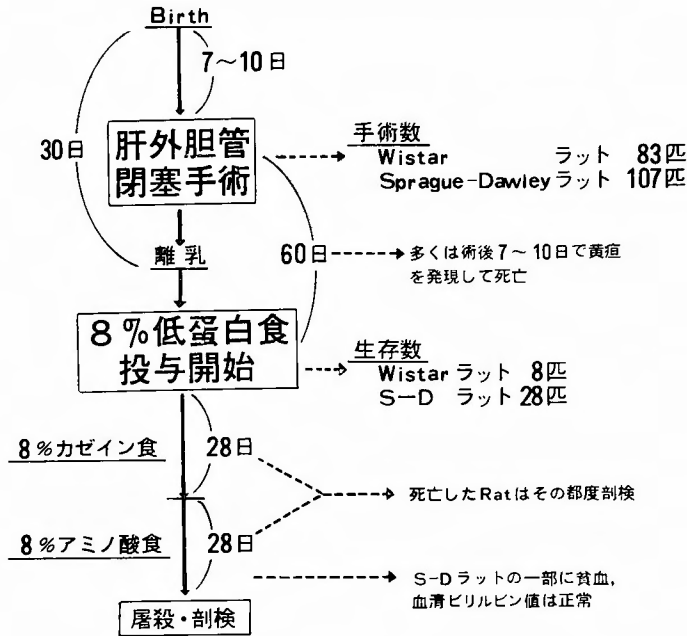 Birth
7～10日
30日
肝外胆管
閉塞手術
手術数
Wistar ラット 83匹
Sprague-Dawley ラット 107匹
離乳
60日
多くは術後7～10日で黄疸
を発現して死亡
8%低蛋白食
投与開始
生存数
Wistar ラット 8匹
S-D ラット 28匹
8%カゼイン食
28日
死亡したRatはその都度剖検
8%アミノ酸食
28日
S-Dラットの一部に貧血,
血清ビリルビン値は正常
屠殺・剖検